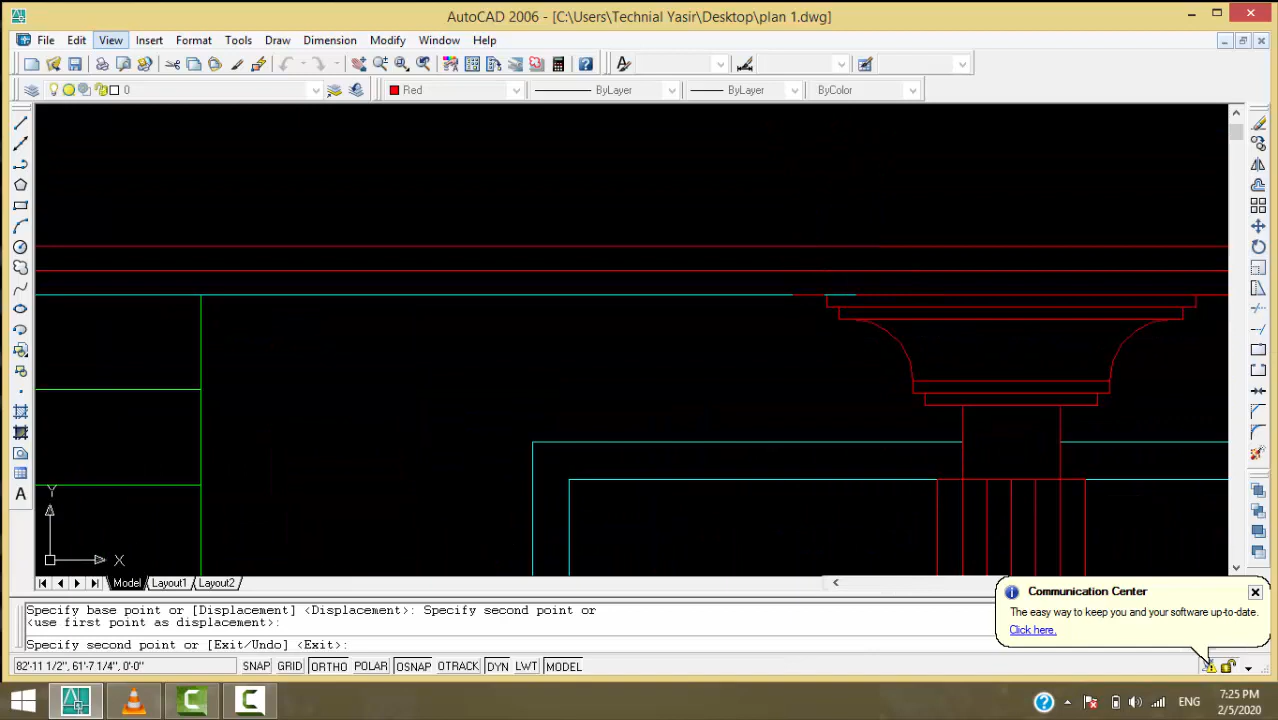 AutoCAD 2006 - [C:\Users\Technial Yasir\Desktop\plan 1.dwg]
File Edit View Insert Format Tools Draw Dimension Modify Window Help
0 Red ByLayer ByLayer ByColor
Y
X
Model Layout1 Layout2
Communication Center
The easy way to keep you and your software up-to-date.
Click here.
Specify base point or [Displacement] <Displacement>: Specify second point or
<use first point as displacement>:
Specify second point or [Exit/Undo] <Exit>:
82'-11 1/2", 61'-7 1/4", 0'-0" SNAP GRID ORTHO POLAR OSNAP OTRACK DYN LWT MODEL
ENG
7:25 PM
2/5/2020